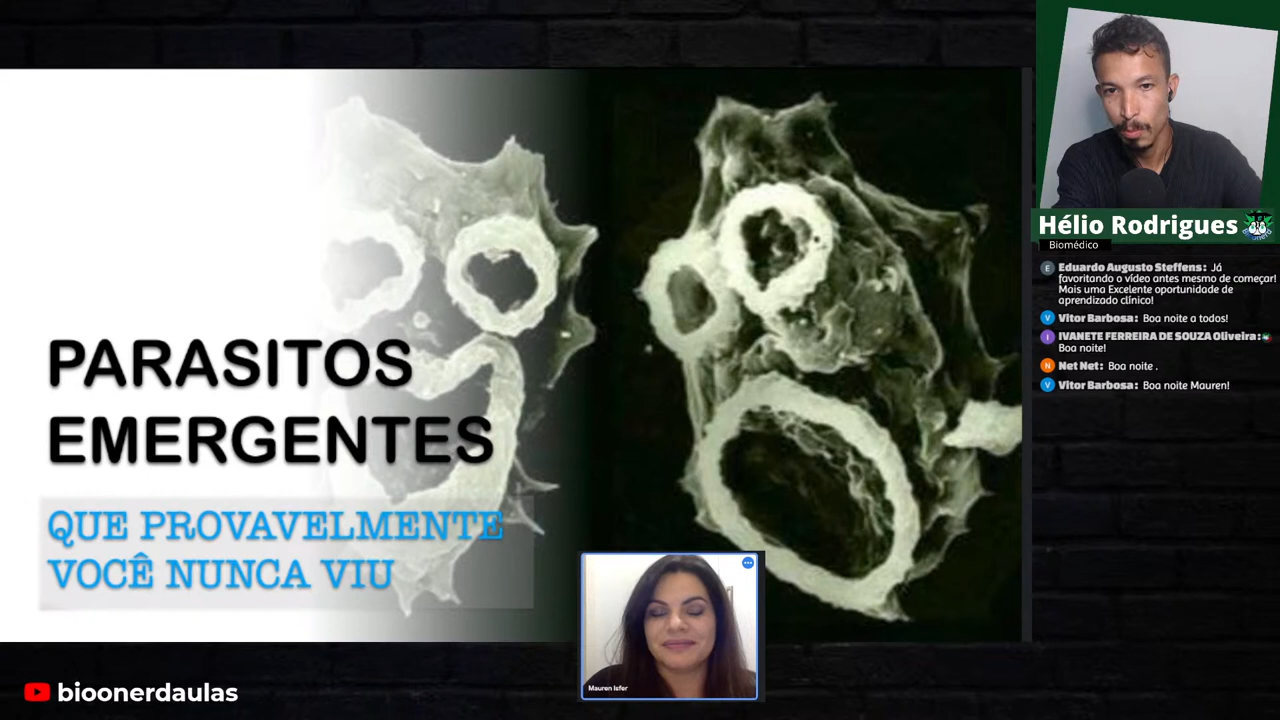 PARASITOS
EMERGENTES
QUE PROVAVELMENTE
VOCÊ NUNCA VIU
Mauren Isfer
bioonerdaulas
Hélio Rodrigues
Biomédico
E Eduardo Augusto Steffens: Já
favoritando o vídeo antes mesmo de começar!
Mais uma Excelente oportunidade de
aprendizado clínico!
V Vitor Barbosa: Boa noite a todos!
I IVANETE FERREIRA DE SOUZA Oliveira:
Boa noite!
N Net Net: Boa noite .
V Vitor Barbosa: Boa noite Mauren!